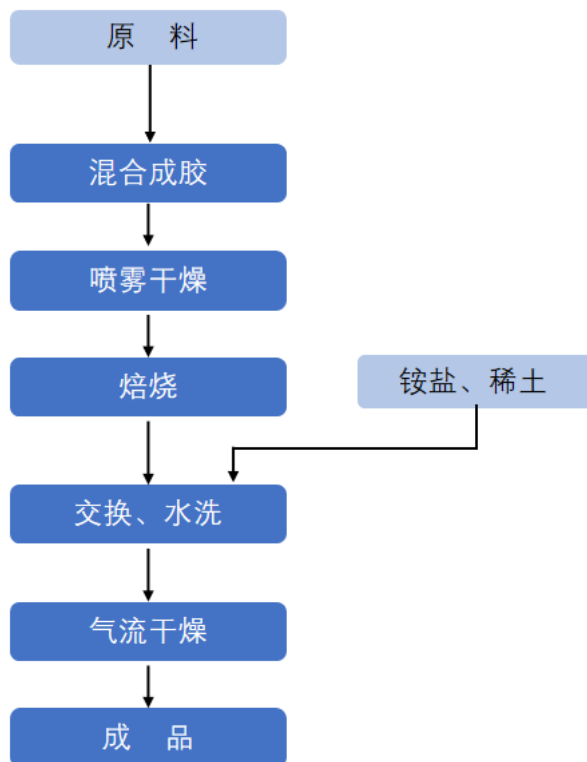 原 料
混合成胶
喷雾干燥
焙烧
铵盐、稀土
交换、水洗
气流干燥
成 品